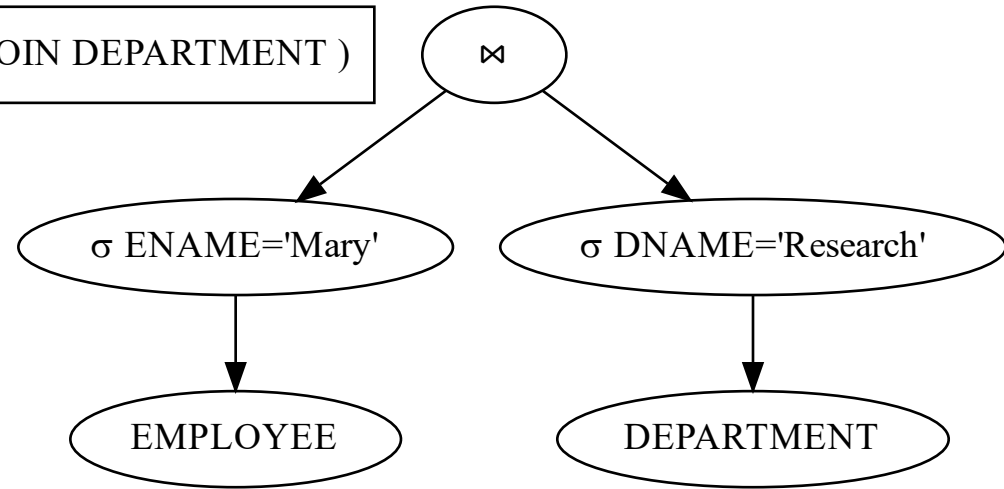 OIN DEPARTMENT )
⋈
σ ENAME='Mary'
σ DNAME='Research'
EMPLOYEE
DEPARTMENT